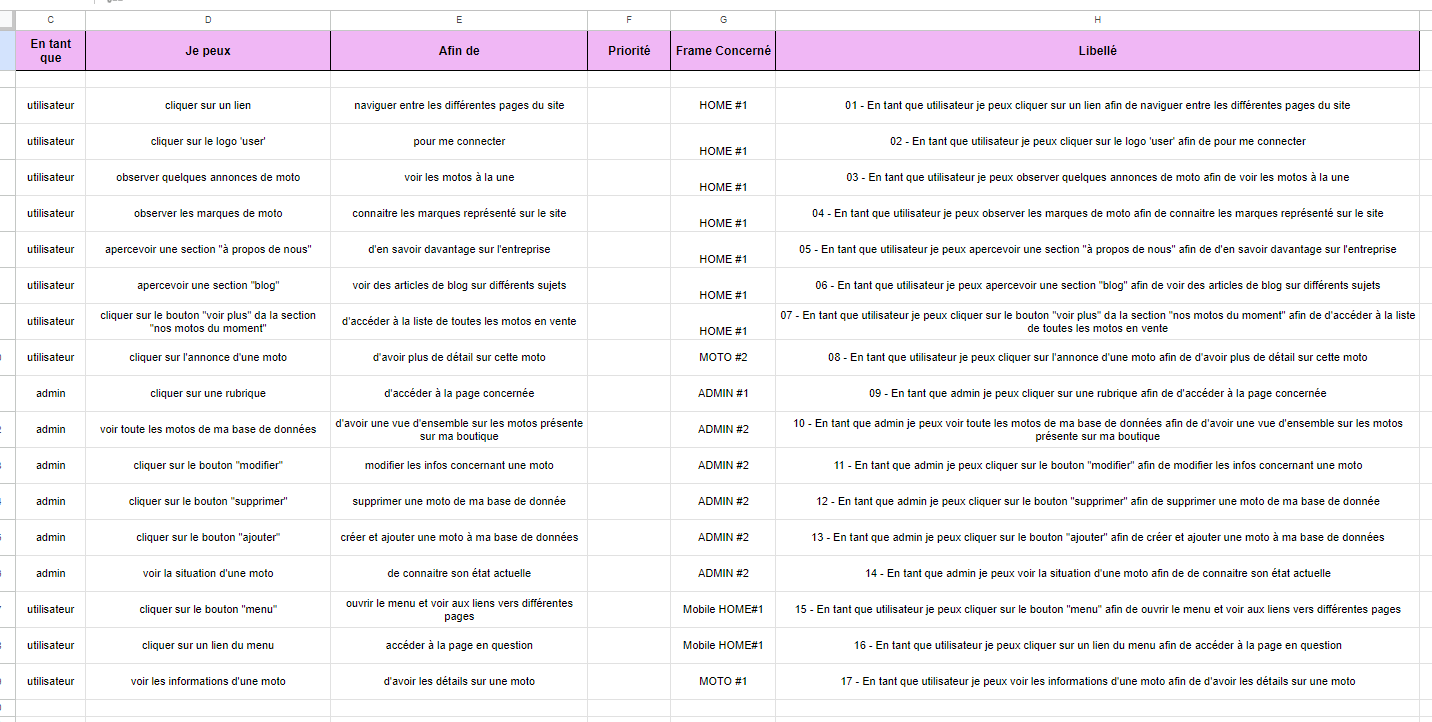 C D E F G H
En tant que Je peux Afin de Priorité Frame Concerné Libellé
utilisateur cliquer sur un lien naviguer entre les différentes pages du site HOME #1 01 - En tant que utilisateur je peux cliquer sur un lien afin de naviguer entre les différentes pages du site
utilisateur cliquer sur le logo 'user' pour me connecter HOME #1 02 - En tant que utilisateur je peux cliquer sur le logo 'user' afin de pour me connecter
utilisateur observer quelques annonces de moto voir les motos à la une HOME #1 03 - En tant que utilisateur je peux observer quelques annonces de moto afin de voir les motos à la une
utilisateur observer les marques de moto connaitre les marques représenté sur le site HOME #1 04 - En tant que utilisateur je peux observer les marques de moto afin de connaitre les marques représenté sur le site
utilisateur apercevoir une section "à propos de nous" d'en savoir davantage sur l'entreprise HOME #1 05 - En tant que utilisateur je peux apercevoir une section "à propos de nous" afin de d'en savoir davantage sur l'entreprise
utilisateur apercevoir une section "blog" voir des articles de blog sur différents sujets HOME #1 06 - En tant que utilisateur je peux apercevoir une section "blog" afin de voir des articles de blog sur différents sujets
utilisateur cliquer sur le bouton "voir plus" da la section "nos motos du moment" d'accéder à la liste de toutes les motos en vente HOME #1 07 - En tant que utilisateur je peux cliquer sur le bouton "voir plus" da la section "nos motos du moment" afin de d'accéder à la liste de toutes les motos en vente
utilisateur cliquer sur l'annonce d'une moto d'avoir plus de détail sur cette moto MOTO #2 08 - En tant que utilisateur je peux cliquer sur l'annonce d'une moto afin de d'avoir plus de détail sur cette moto
admin cliquer sur une rubrique d'accéder à la page concernée ADMIN #1 09 - En tant que admin je peux cliquer sur une rubrique afin de d'accéder à la page concernée
admin voir toute les motos de ma base de données d'avoir une vue d'ensemble sur les motos présente sur ma boutique ADMIN #2 10 - En tant que admin je peux voir toute les motos de ma base de données afin de d'avoir une vue d'ensemble sur les motos présente sur ma boutique
admin cliquer sur le bouton "modifier" modifier les infos concernant une moto ADMIN #2 11 - En tant que admin je peux cliquer sur le bouton "modifier" afin de modifier les infos concernant une moto
admin cliquer sur le bouton "supprimer" supprimer une moto de ma base de donnée ADMIN #2 12 - En tant que admin je peux cliquer sur le bouton "supprimer" afin de supprimer une moto de ma base de donnée
admin cliquer sur le bouton "ajouter" créer et ajouter une moto à ma base de données ADMIN #2 13 - En tant que admin je peux cliquer sur le bouton "ajouter" afin de créer et ajouter une moto à ma base de données
admin voir la situation d'une moto de connaitre son état actuelle ADMIN #2 14 - En tant que admin je peux voir la situation d'une moto afin de de connaitre son état actuelle
utilisateur cliquer sur le bouton "menu" ouvrir le menu et voir aux liens vers différentes pages Mobile HOME#1 15 - En tant que utilisateur je peux cliquer sur le bouton "menu" afin de ouvrir le menu et voir aux liens vers différentes pages
utilisateur cliquer sur un lien du menu accéder à la page en question Mobile HOME#1 16 - En tant que utilisateur je peux cliquer sur un lien du menu afin de accéder à la page en question
utilisateur voir les informations d'une moto d'avoir les détails sur une moto MOTO #1 17 - En tant que utilisateur je peux voir les informations d'une moto afin de d'avoir les détails sur une moto